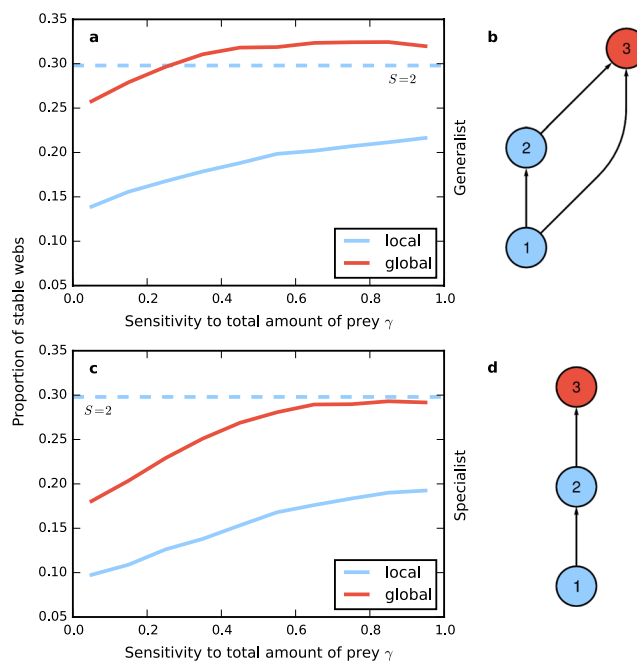 Proportion of stable webs
a
0.35
0.30
0.25
0.20
0.15
0.10
0.05
S=2
local
global
0.0 0.2 0.4 0.6 0.8 1.0
Sensitivity to total amount of prey γ
Generalist
b
3
2
1
c
0.35
0.30
0.25
0.20
0.15
0.10
0.05
S=2
local
global
0.0 0.2 0.4 0.6 0.8 1.0
Sensitivity to total amount of prey γ
Specialist
d
3
2
1